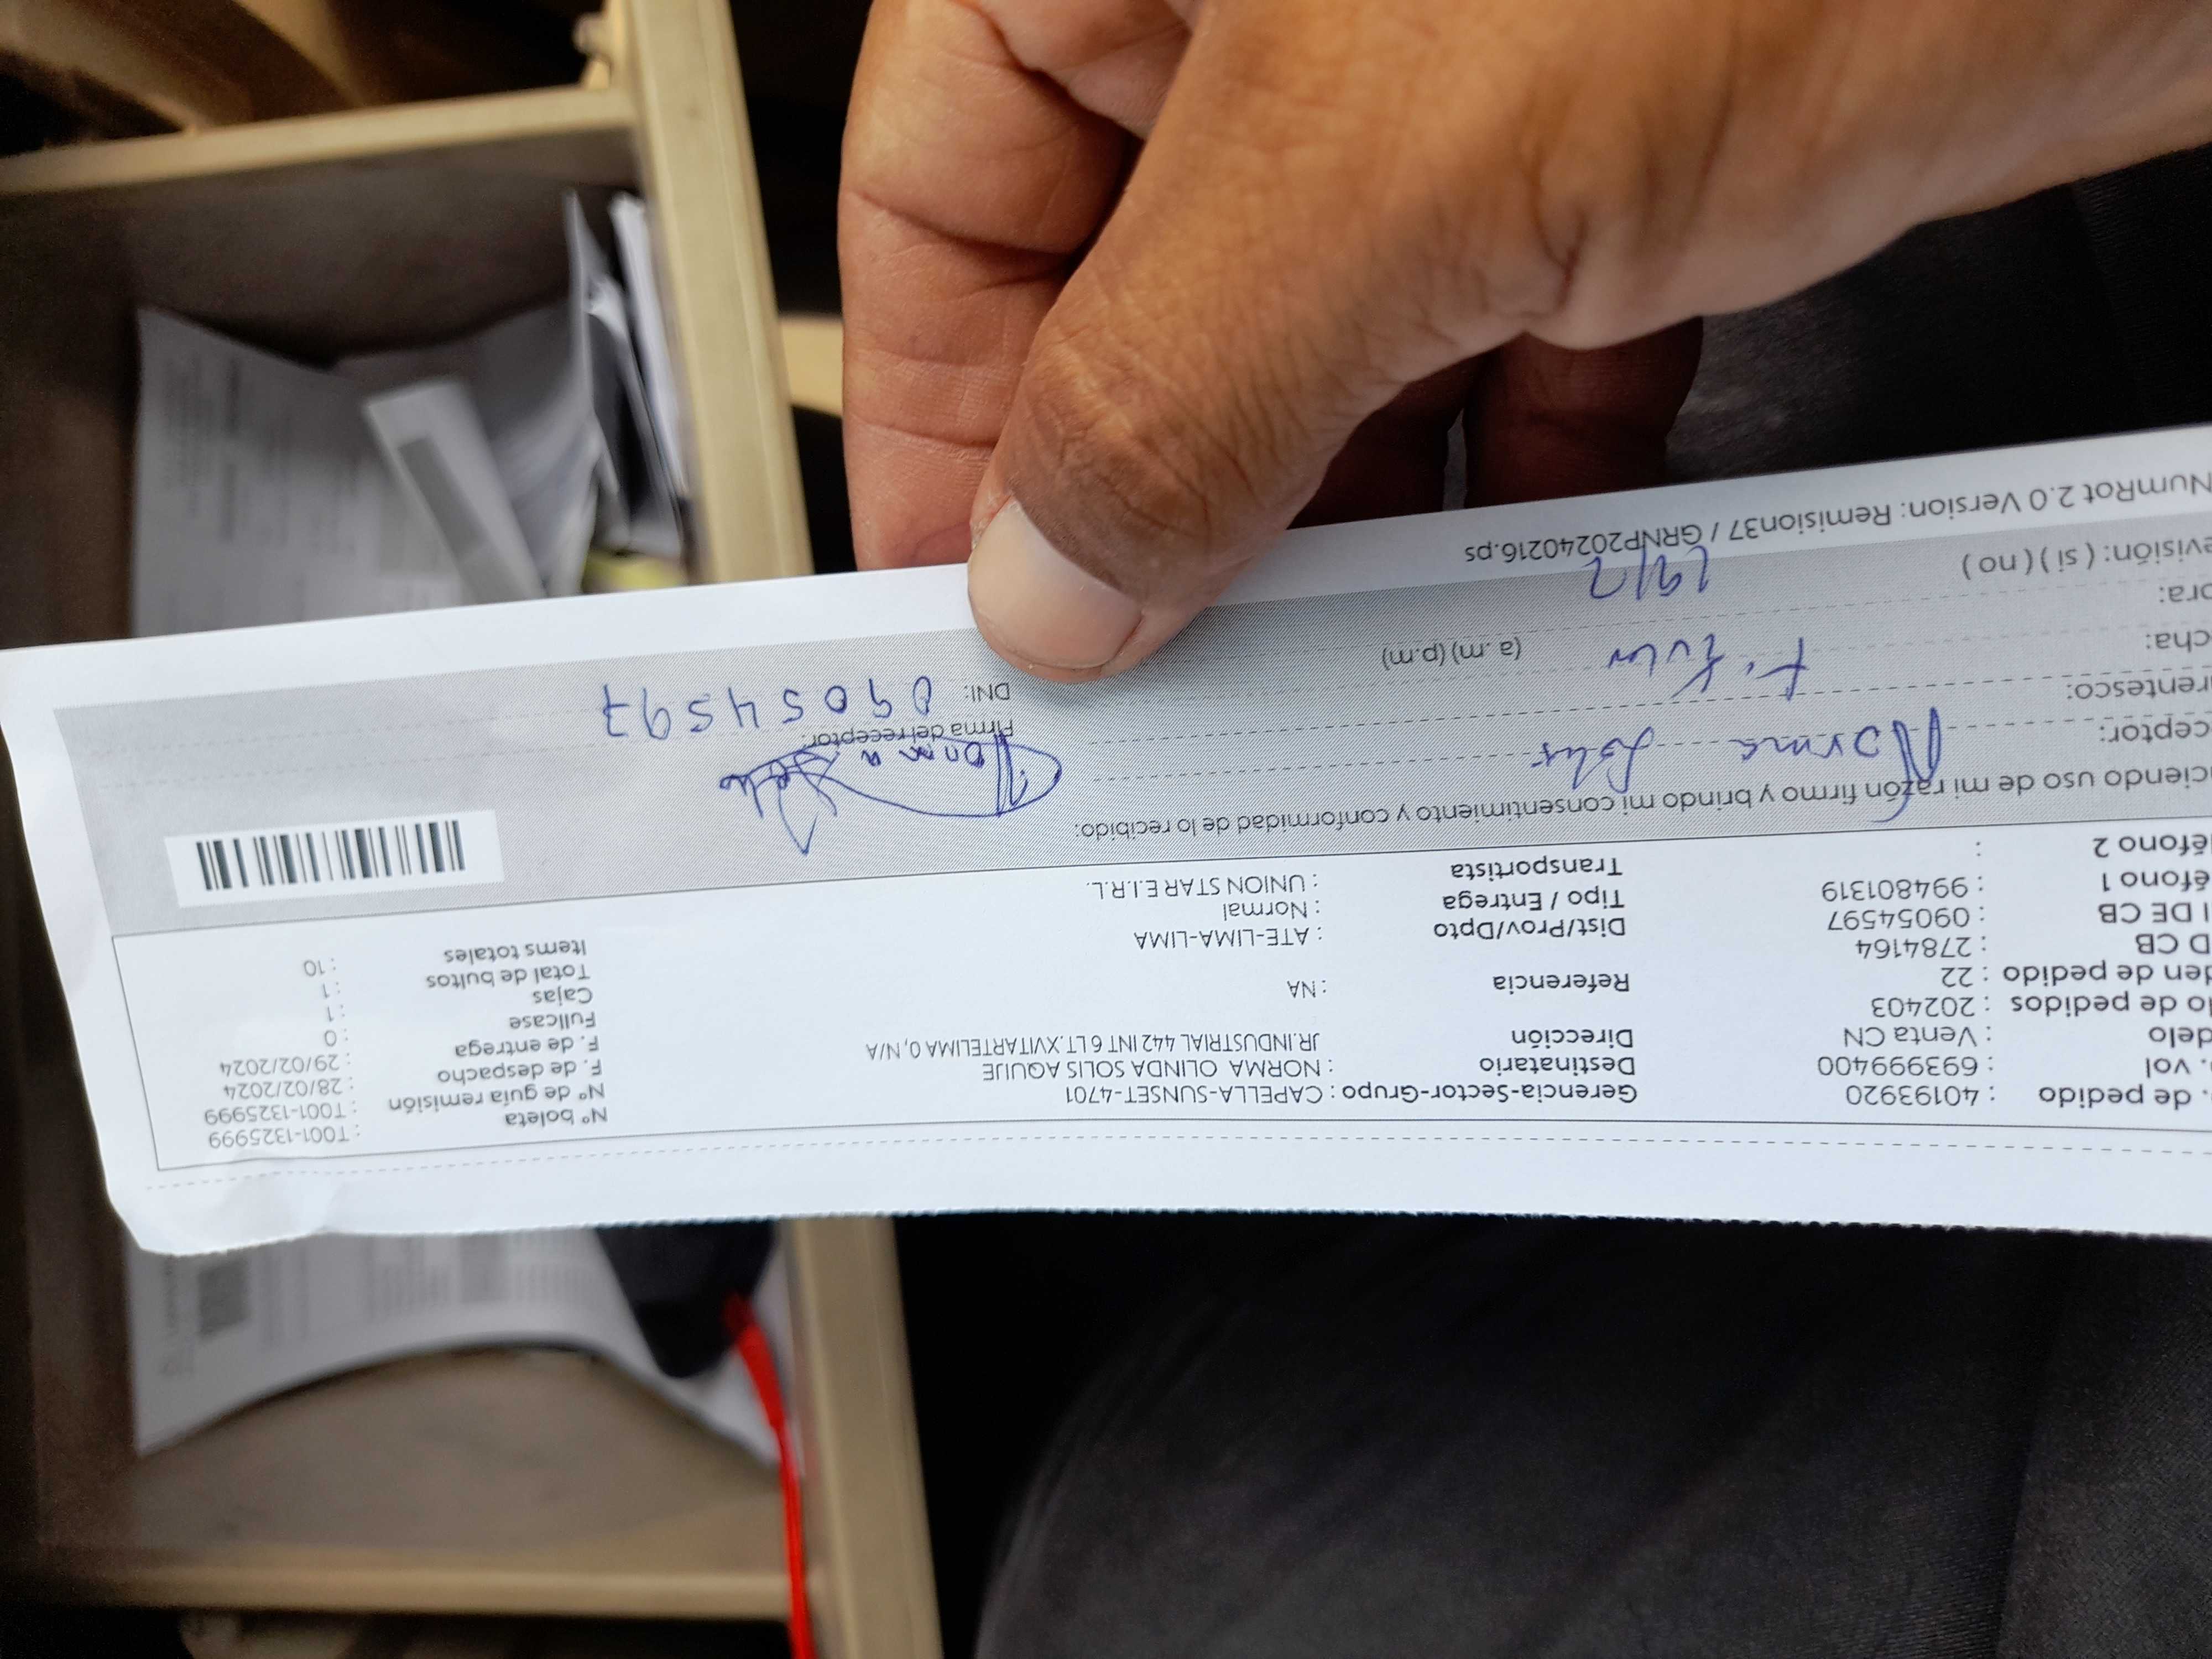 . de pedido : 40193920 Gerencia-Sector-Grupo : CAPELLA-SUNSET-4701 N° boleta : T001-1325999
. vol : 693999400 Destinatario : NORMA OLINDA SOLIS AQUIJE N° de guía remisión : T001-1325999
delo : Venta CN Dirección JR.INDUSTRIAL 442 INT 6 LT.XVITARTELIMA 0, N/A F. de despacho : 28/02/2024
lo de pedidos : 202403 F. de entrega : 29/02/2024
den de pedido : 22 Referencia : NA Fullcase : 0
D CB : 2784164 Cajas : 1
I DE CB : 09054597 Dist/Prov/Dpto : ATE-LIMA-LIMA Total de bultos : 1
éfono 1 : 994801319 Tipo / Entrega : Normal Items totales : 10
éfono 2 : Transportista : UNION STAR E.I.R.L.
ciendo uso de mi razón firmo y brindo mi consentimiento y conformidad de lo recibido:
ceptor: Norma Solis
rentesco: Norma
Firma del receptor:
cha: DNI: 09054597
ora: (a.m) (p.m)
evisión: ( si ) ( no )
NumRot 2.0 Version: Remision37 / GRNP20240216.ps